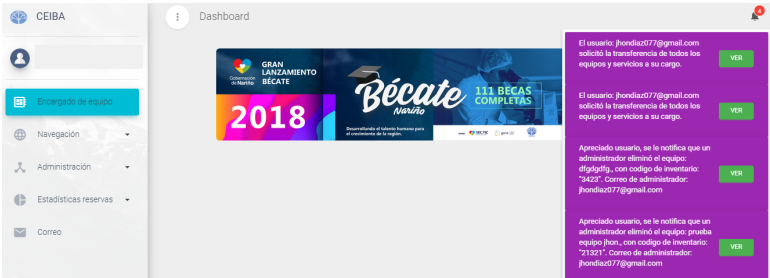 CEIBA
Dashboard
4
Encargado de equipo
Navegación
Administración
Estadísticas reservas
Correo
Gobernación
de Nariño
GRAN
LANZAMIENTO
BÉCATE
2018
Bécate
Nariño
111 BECAS
COMPLETAS
Desarrollando el talento humano para
el crecimiento de la región.
El usuario: jhondiaz077@gmail.com
solicitó la transferencia de todos los
equipos y servicios a su cargo.
VER
El usuario: jhondiaz077@gmail.com
solicitó la transferencia de todos los
equipos y servicios a su cargo.
VER
Apreciado usuario, se le notifica que un
administrador eliminó el equipo:
dfgdgdfg., con codigo de inventario:
"3423". Correo de administrador:
jhondiaz077@gmail.com
VER
Apreciado usuario, se le notifica que un
administrador eliminó el equipo: prueba
equipo jhon., con codigo de inventario:
"21321". Correo de administrador:
jhondiaz077@gmail.com
VER